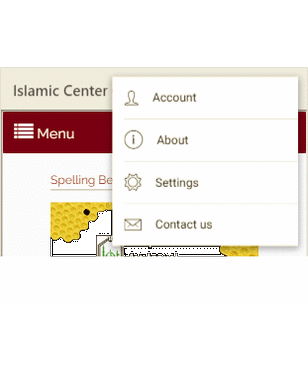 Islamic Center
Account
Menu
About
Spelling Be
Settings
Contact us